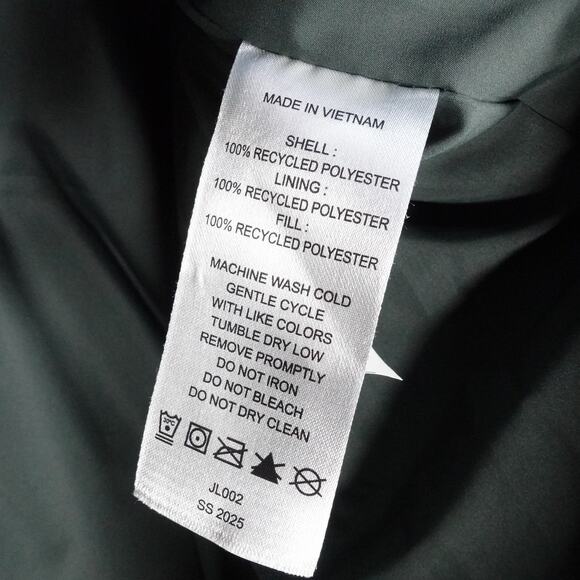 MADE IN VIETNAM
SHELL :
100% RECYCLED POLYESTER
LINING :
100% RECYCLED POLYESTER
FILL :
100% RECYCLED POLYESTER
MACHINE WASH COLD
GENTLE CYCLE
WITH LIKE COLORS
TUMBLE DRY LOW
REMOVE PROMPTLY
DO NOT IRON
DO NOT BLEACH
DO NOT DRY CLEAN
30°C
JL002
SS 2025